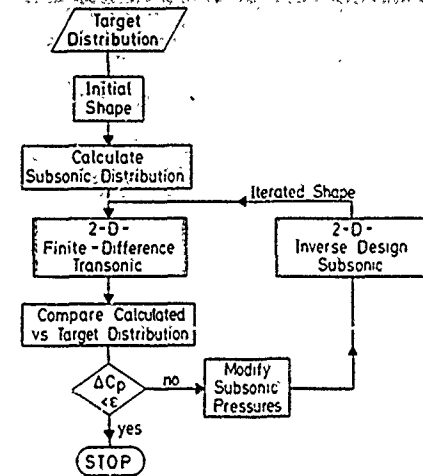 Target
Distribution
Initial
Shape
Calculate
Subsonic Distribution
Iterated Shape
2-D-
Finite-Difference
Transonic
2-D-
Inverse Design
Subsonic
Compare Calculated
vs Target Distribution
ΔCp
<ε
no
Modify
Subsonic
Pressures
yes
STOP